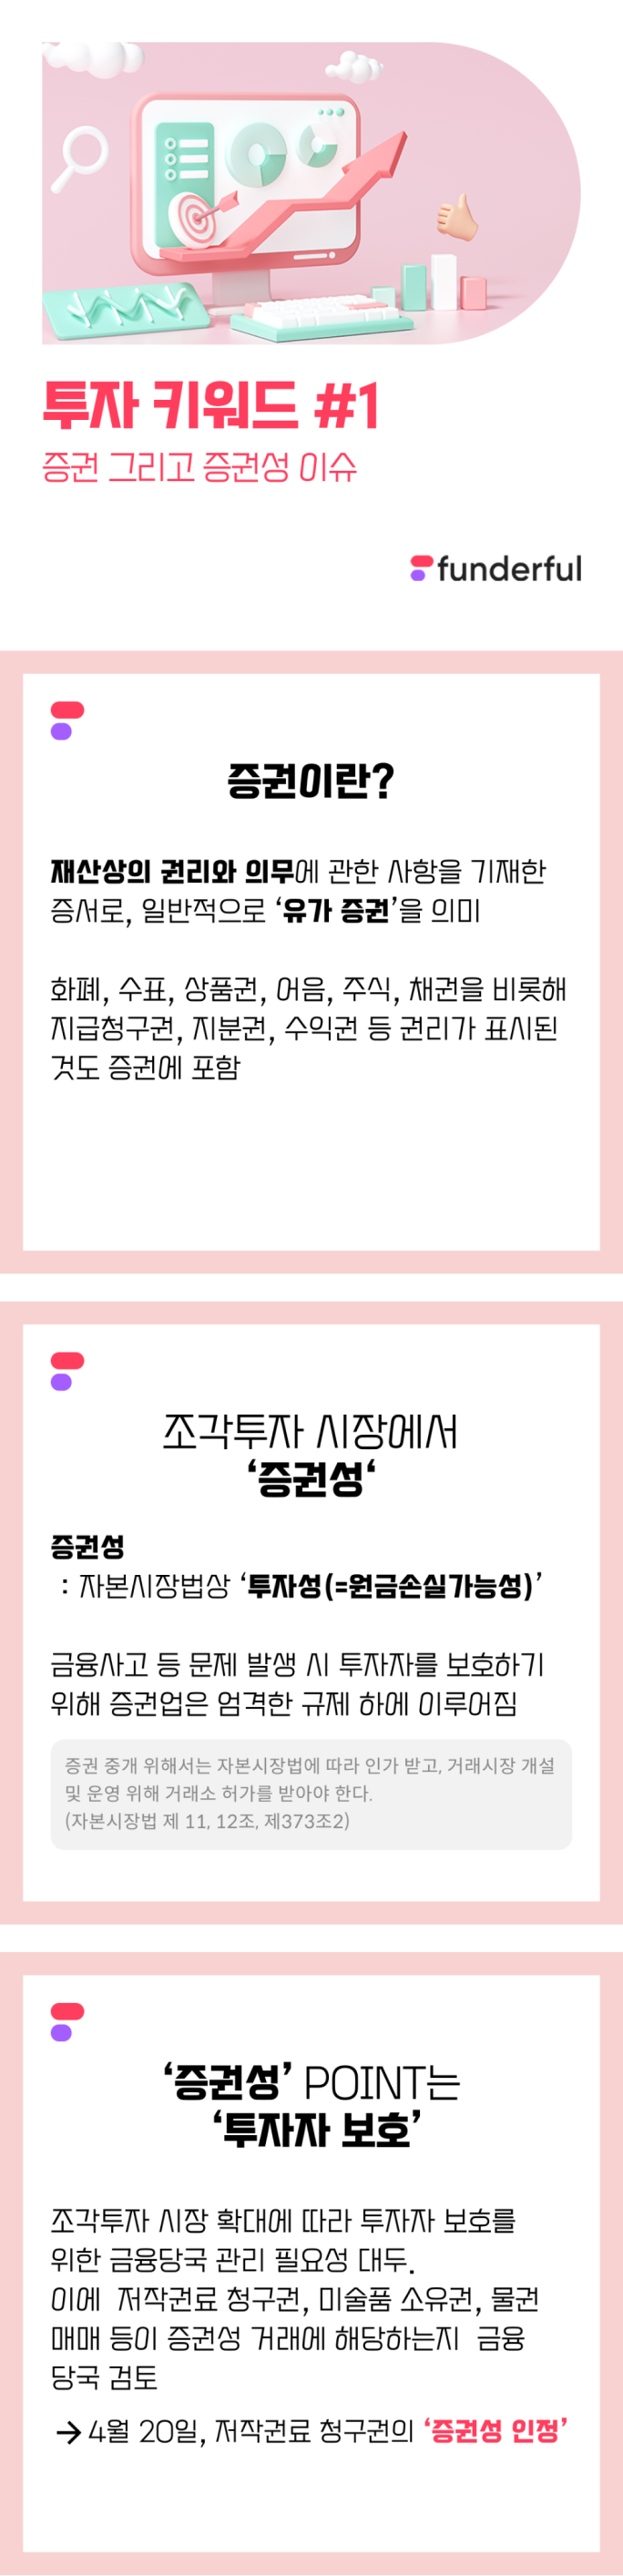 투자 키워드 #1
증권 그리고 증권성 이슈
funderful
증권이란?
재산상의 권리와 의무에 관한 사항을 기재한
증서로, 일반적으로 ‘유가 증권’을 의미
화폐, 수표, 상품권, 어음, 주식, 채권을 비롯해
지급청구권, 지분권, 수익권 등 권리가 표시된
것도 증권에 포함
조각투자 시장에서
‘증권성‘
증권성
: 자본시장법상 ‘투자성(=원금손실가능성)’
금융사고 등 문제 발생 시 투자자를 보호하기
위해 증권업은 엄격한 규제 하에 이루어짐
증권 중개 위해서는 자본시장법에 따라 인가 받고, 거래시장 개설
및 운영 위해 거래소 허가를 받아야 한다.
(자본시장법 제 11, 12조, 제373조2)
‘증권성’ POINT는
‘투자자 보호’
조각투자 시장 확대에 따라 투자자 보호를
위한 금융당국 관리 필요성 대두.
이에 저작권료 청구권, 미술품 소유권, 물권
매매 등이 증권성 거래에 해당하는지 금융
당국 검토
→ 4월 20일, 저작권료 청구권의 ‘증권성 인정’